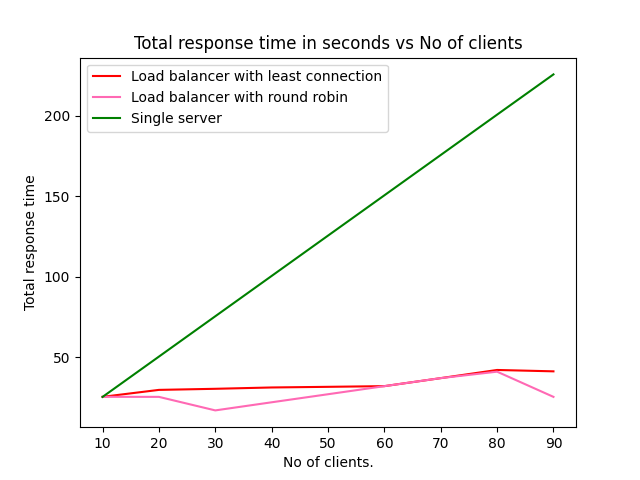 Total response time in seconds vs No of clients
Load balancer with least connection
Load balancer with round robin
Single server
Total response time
200
150
100
50
10 20 30 40 50 60 70 80 90
No of clients.